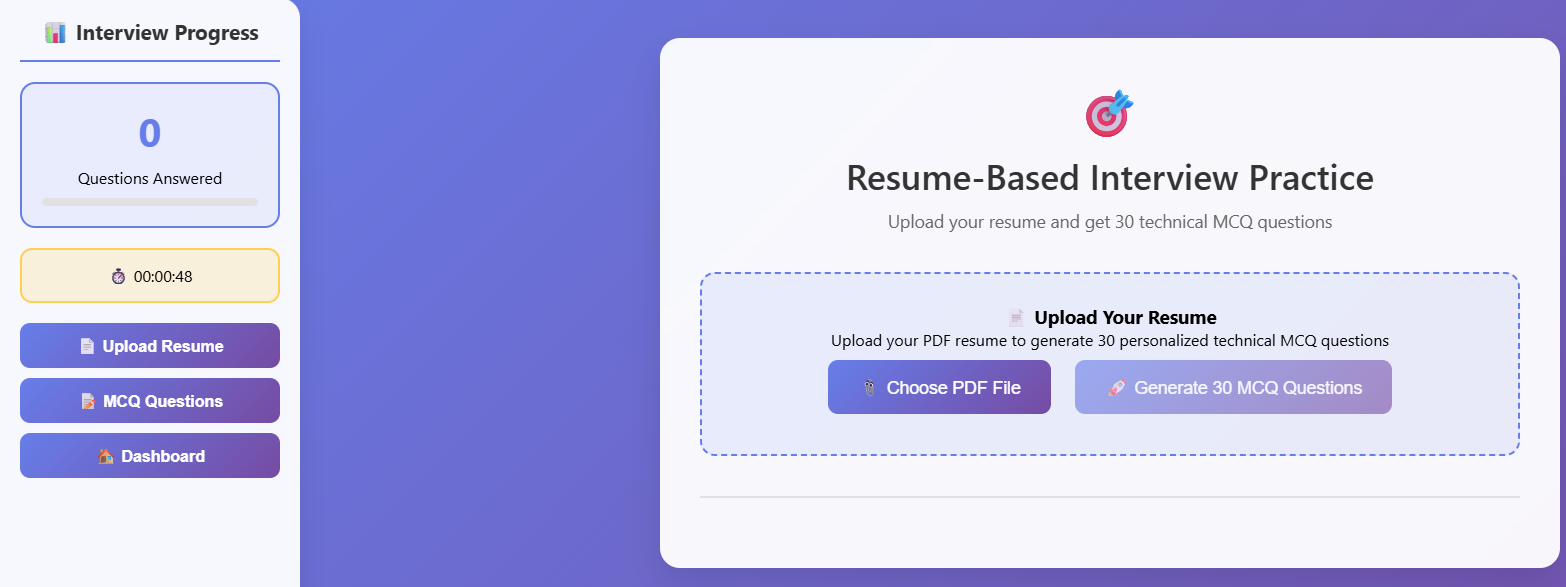 Interview Progress
0
Questions Answered
00:00:48
Upload Resume
MCQ Questions
Dashboard
Resume-Based Interview Practice
Upload your resume and get 30 technical MCQ questions
Upload Your Resume
Upload your PDF resume to generate 30 personalized technical MCQ questions
Choose PDF File
Generate 30 MCQ Questions